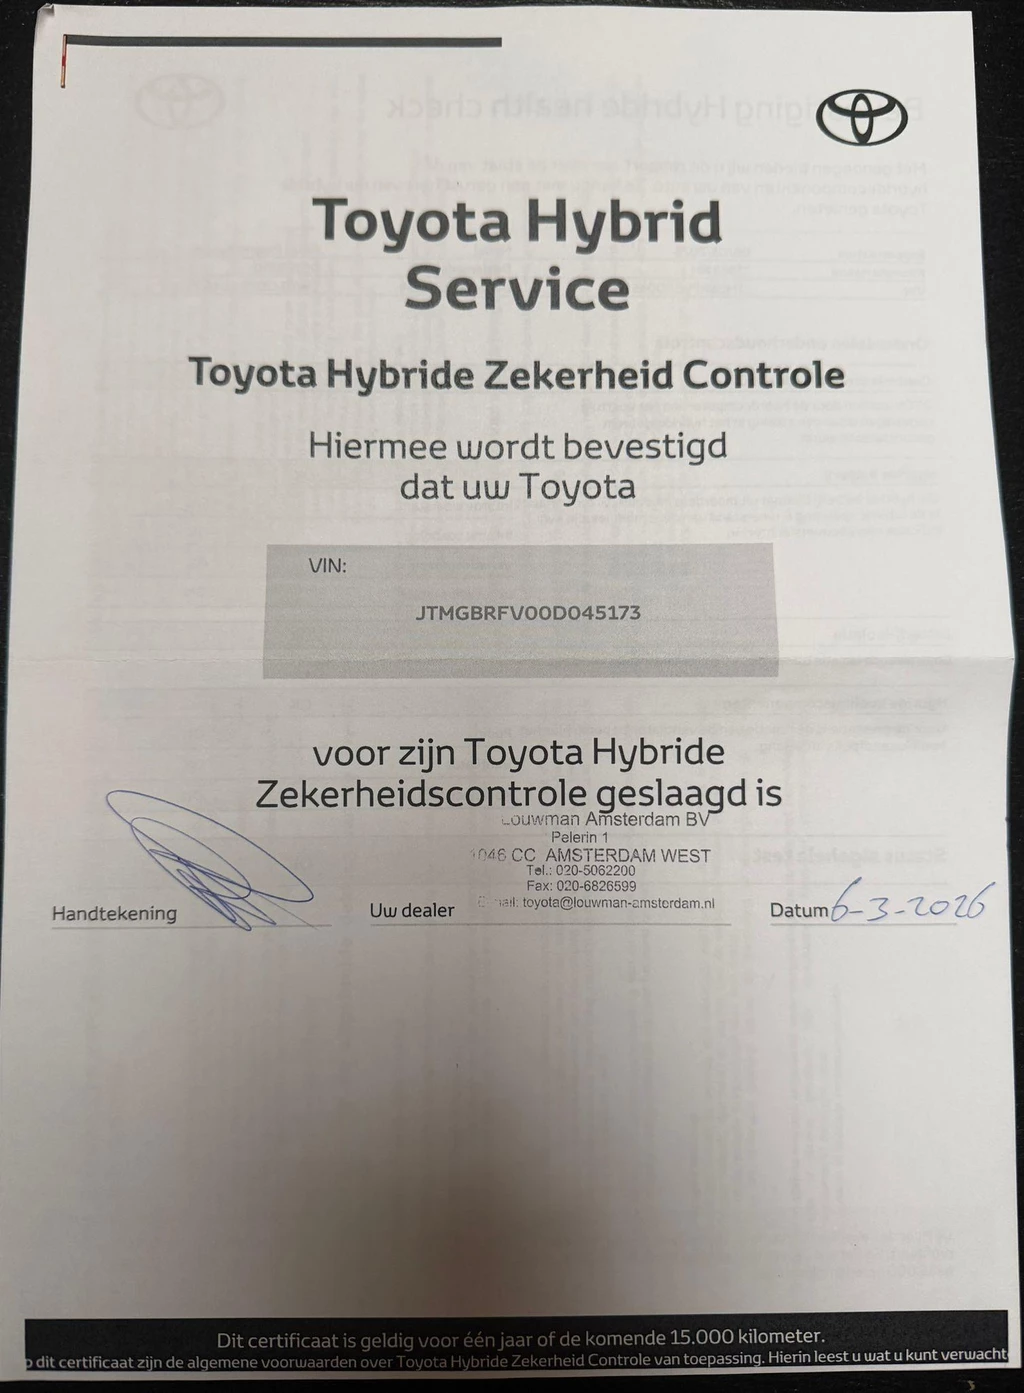 Toyota Hybrid
Service
Toyota Hybride Zekerheid Controle
Hiermee wordt bevestigd
dat uw Toyota
VIN:
JTMGBRFV00D045173
voor zijn Toyota Hybride
Zekerheidscontrole geslaagd is
Louwman Amsterdam BV
Pelerin 1
1046 CC AMSTERDAM WEST
Tel.: 020-5062200
Fax: 020-6826599
E-mail: toyota@louwman-amsterdam.nl
Handtekening
Uw dealer
Datum 6-3-2026
Dit certificaat is geldig voor één jaar of de komende 15.000 kilometer.
dit certificaat zijn de algemene voorwaarden over Toyota Hybride Zekerheid Controle van toepassing. Hierin leest u wat u kunt verwacht